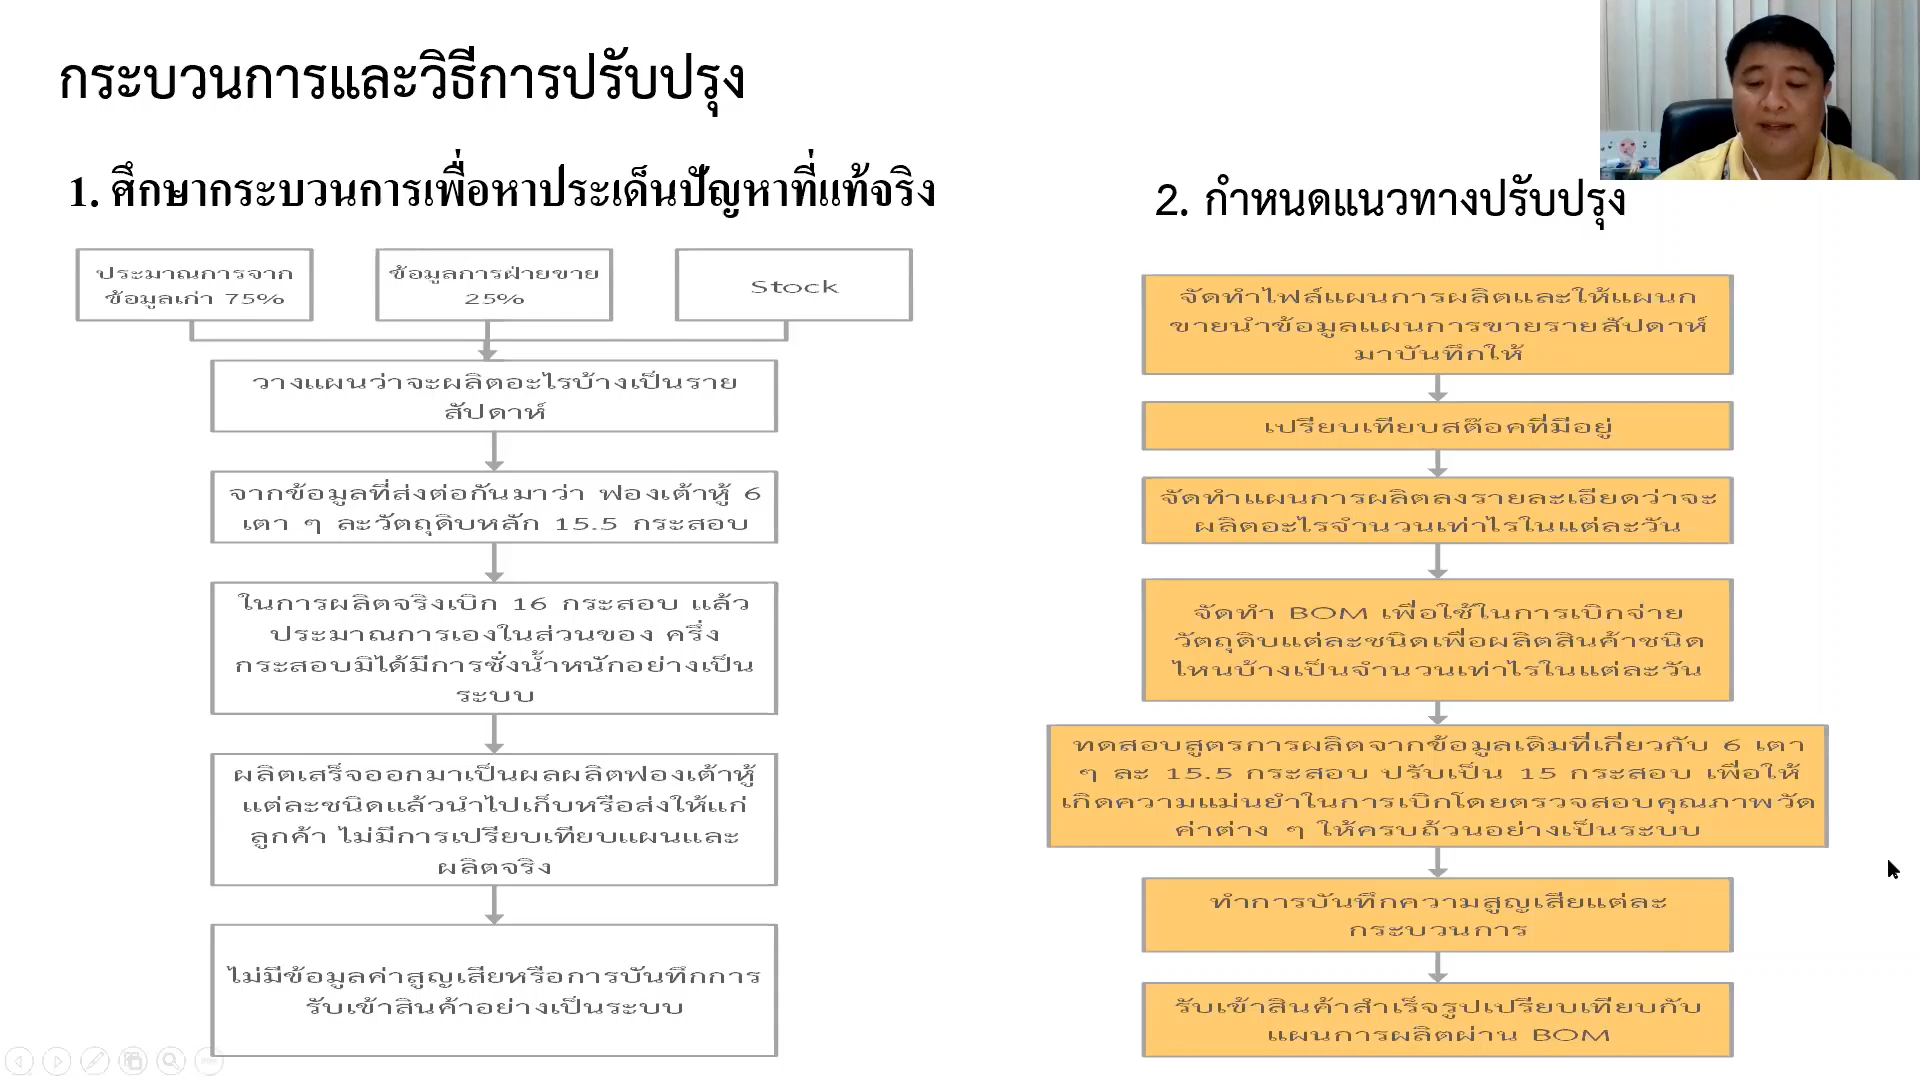 กระบวนการและวิธีการปรับปรุง
1. ศึกษากระบวนการเพื่อหาประเด็นปัญหาที่แท้จริง
ประมาณการจาก
ข้อมูลเก่า 75%
ข้อมูลการฝ่ายขาย
25%
Stock
วางแผนว่าจะผลิตอะไรบ้างเป็นราย
สัปดาห์
จากข้อมูลที่ส่งต่อกันมาว่า ฟองเต้าหู้ 6
เตา ๆ ละวัตถุดิบหลัก 15.5 กระสอบ
ในการผลิตจริงเบิก 16 กระสอบ แล้ว
ประมาณการเองในส่วนของ ครึ่ง
กระสอบมิได้มีการชั่งน้ำหนักอย่างเป็น
ระบบ
ผลิตเสร็จออกมาเป็นผลผลิตฟองเต้าหู้
แต่ละชนิดแล้วนำไปเก็บหรือส่งให้แก่
ลูกค้า ไม่มีการเปรียบเทียบแผนและ
ผลิตจริง
ไม่มีข้อมูลค่าสูญเสียหรือการบันทึกการ
รับเข้าสินค้าอย่างเป็นระบบ
2. กำหนดแนวทางปรับปรุง
จัดทำไฟล์แผนการผลิตและให้แผนก
ขายนำข้อมูลแผนการขายรายสัปดาห์
มาบันทึกให้
เปรียบเทียบสต๊อคที่มีอยู่
จัดทำแผนการผลิตลงรายละเอียดว่าจะ
ผลิตอะไรจำนวนเท่าไรในแต่ละวัน
จัดทำ BOM เพื่อใช้ในการเบิกจ่าย
วัตถุดิบแต่ละชนิดเพื่อผลิตสินค้าชนิด
ไหนบ้างเป็นจำนวนเท่าไรในแต่ละวัน
ทดสอบสูตรการผลิตจากข้อมูลเดิมที่เกี่ยวกับ 6 เตา
ๆ ละ 15.5 กระสอบ ปรับเป็น 15 กระสอบ เพื่อให้
เกิดความแม่นยำในการเบิกโดยตรวจสอบคุณภาพวัด
ค่าต่าง ๆ ให้ครบถ้วนอย่างเป็นระบบ
ทำการบันทึกความสูญเสียแต่ละ
กระบวนการ
รับเข้าสินค้าสำเร็จรูปเปรียบเทียบกับ
แผนการผลิตผ่าน BOM